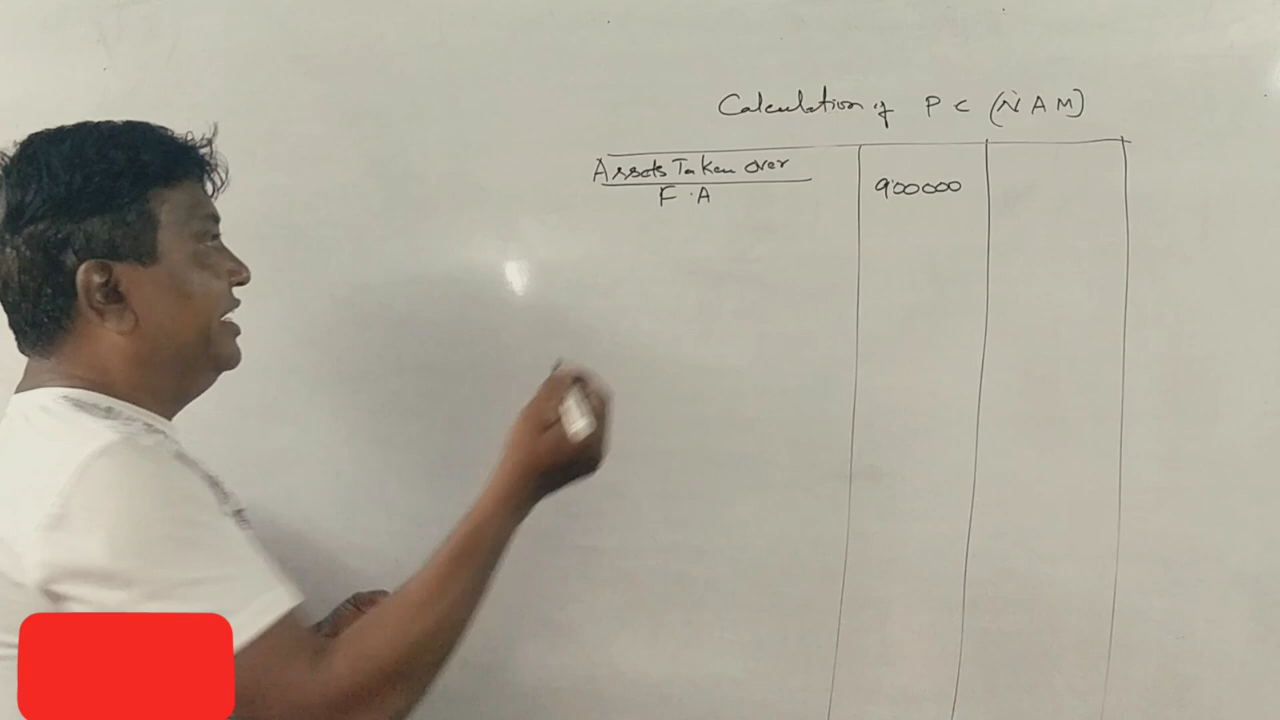 Calculation of P C (N A M)
Assets Taken over
F.A 900000